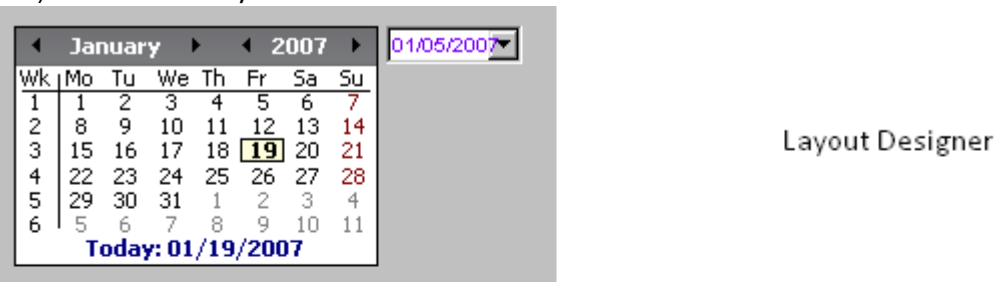 January 2007 01/05/2007
Wk Mo Tu We Th Fr Sa Su
1 1 2 3 4 5 6 7
2 8 9 10 11 12 13 14
3 15 16 17 18 19 20 21
Layout Designer
4 22 23 24 25 26 27 28
5 29 30 31 1 2 3 4
6 5 6 7 8 9 10 11
Today: 01/19/2007